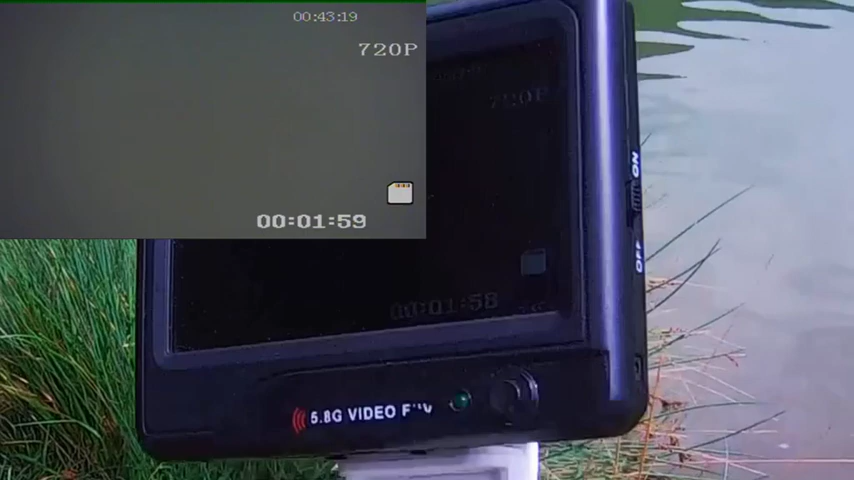 00:43:19
720P
00:01:59
720P
00:01:58
ON
OFF
5.8G VIDEO